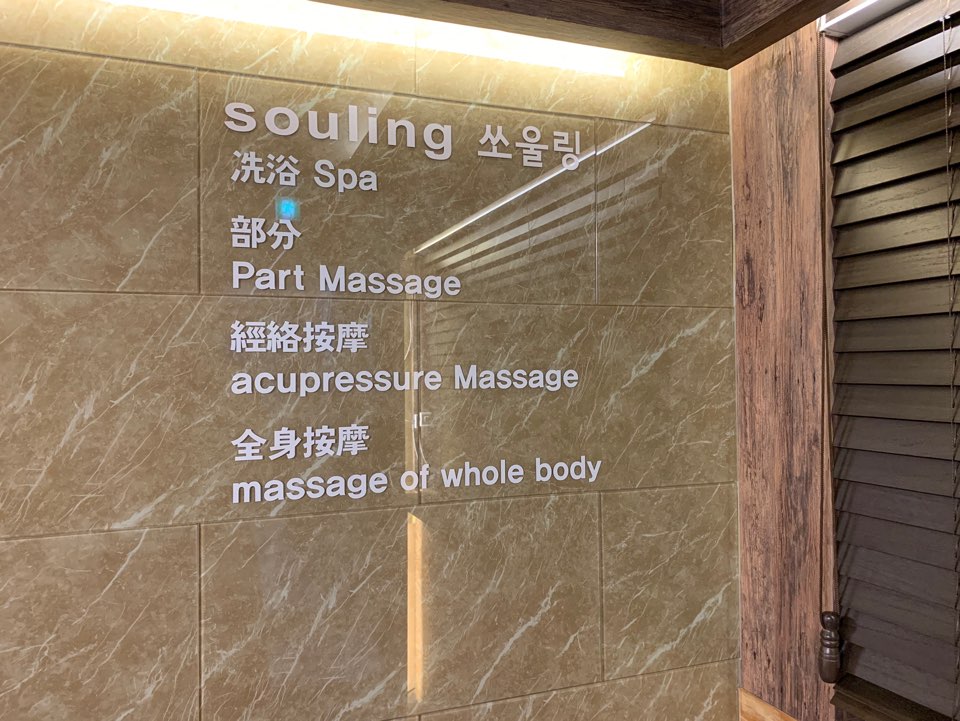 souling 쏘울링
洗浴 Spa
部分
Part Massage
經絡按摩
acupressure Massage
全身按摩
massage of whole body